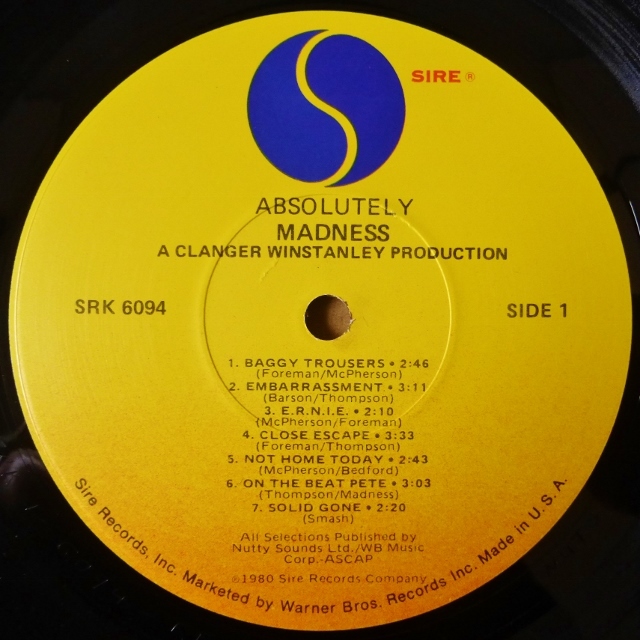 SIRE ®
ABSOLUTELY
MADNESS
A CLANGER WINSTANLEY PRODUCTION
SRK 6094
SIDE 1
1. BAGGY TROUSERS • 2:46
(Foreman/McPherson)
2. EMBARRASSMENT • 3:11
(Barson/Thompson)
3. E.R.N.I.E. • 2:10
(McPherson/Foreman)
4. CLOSE ESCAPE • 3:33
(Foreman/Thompson)
5. NOT HOME TODAY • 2:43
(McPherson/Bedford)
6. ON THE BEAT PETE • 3:03
(Thompson/Madness)
7. SOLID GONE • 2:20
(Smash)
All Selections Published by
Nutty Sounds Ltd./WB Music
Corp.-ASCAP
©1980 Sire Records Company
Sire Records, Inc. Marketed by Warner Bros. Records Inc. Made in U.S.A.